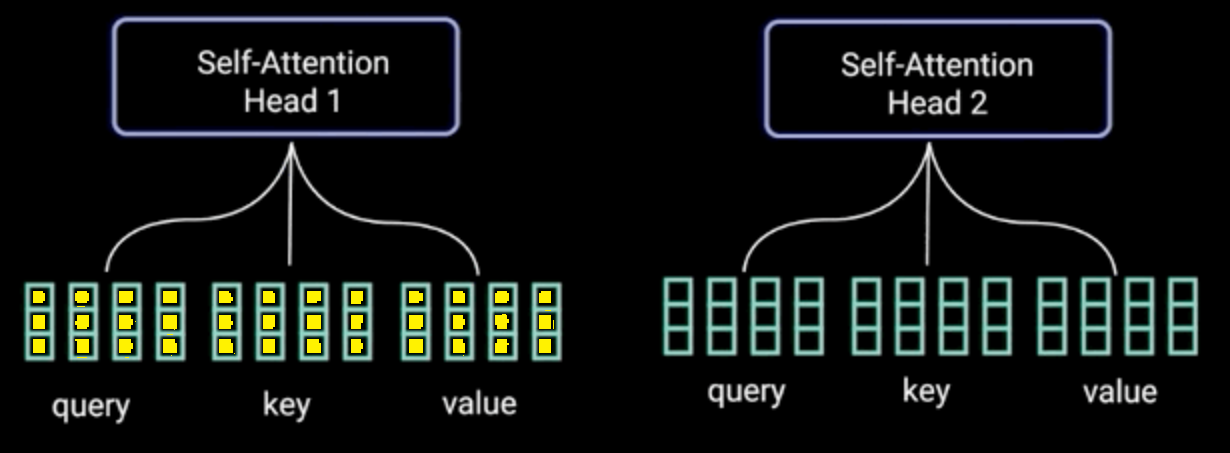 Self-Attention
Head 1
Self-Attention
Head 2
query
key
value
query
key
value